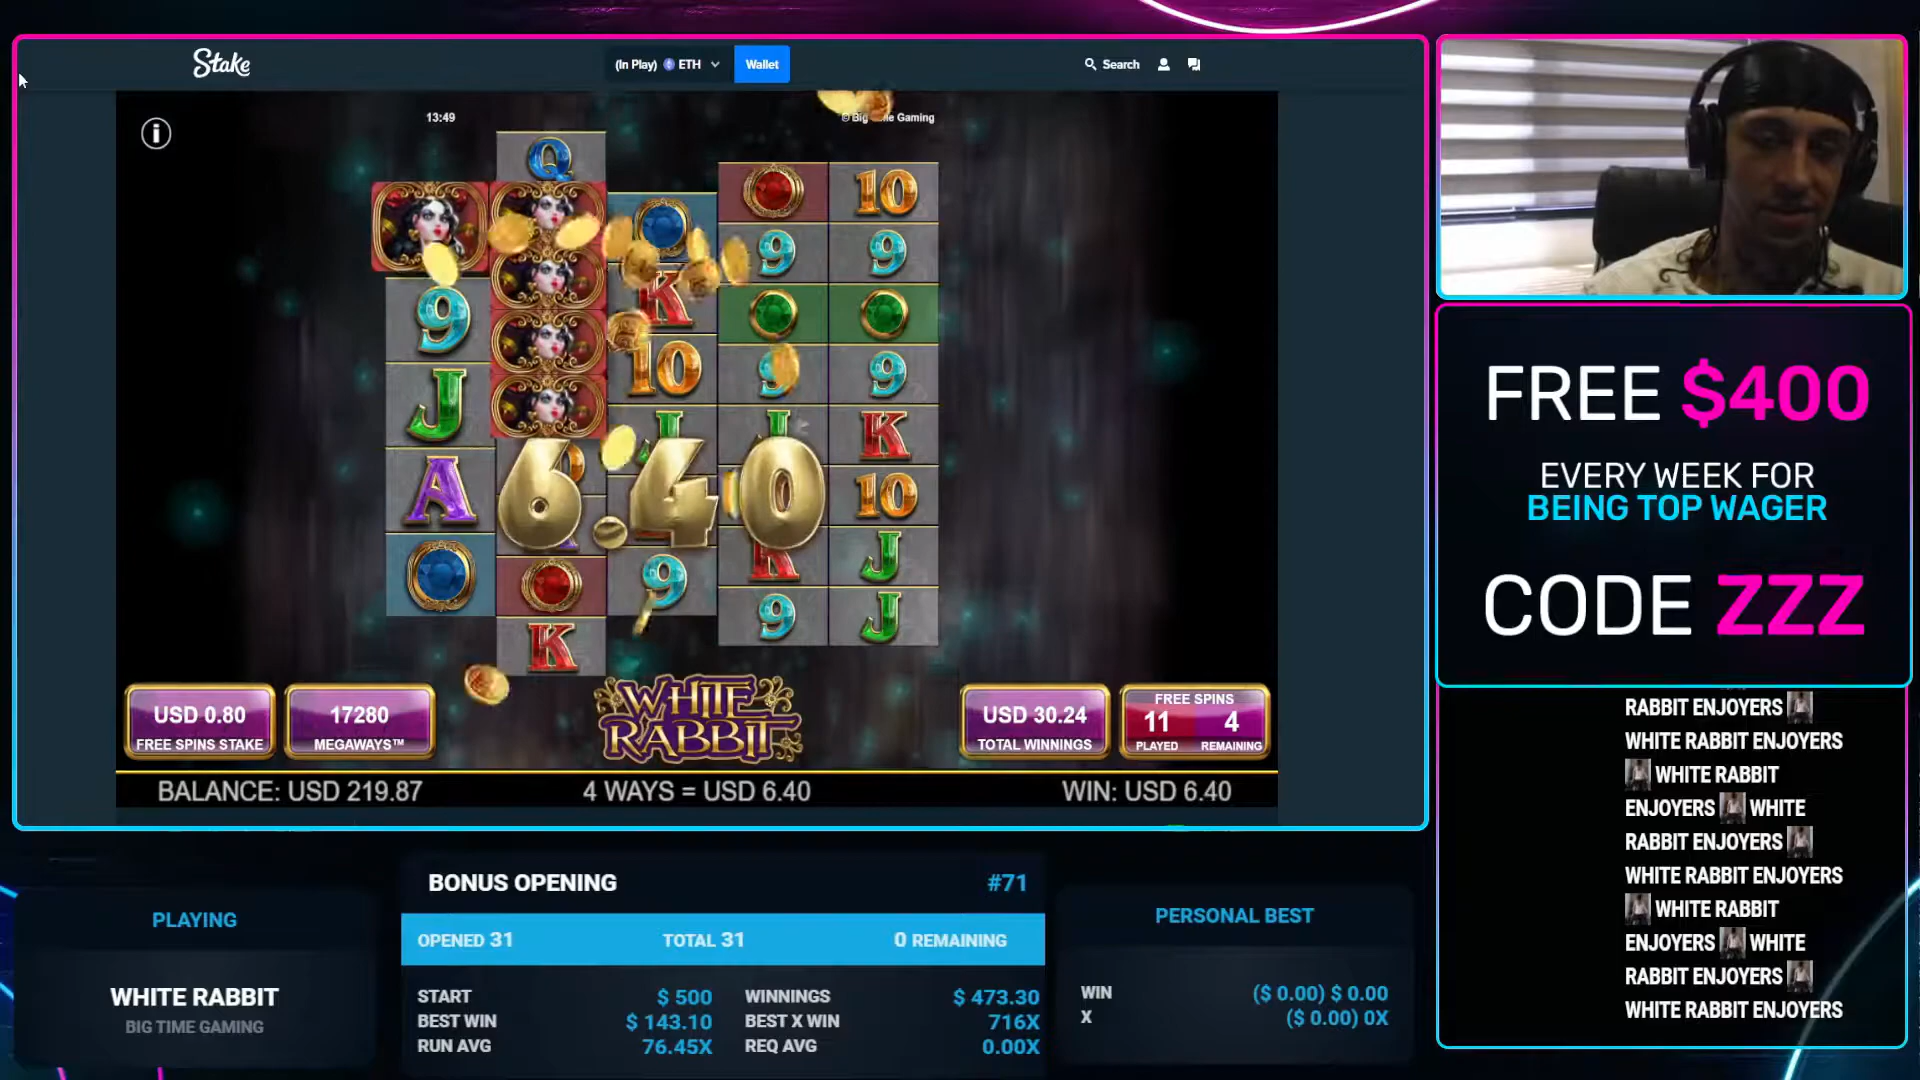 Stake
(In Play) ETH
Wallet
Search
13:49
© Big Gaming
Q
10
9
9
9
K
J
10
9
9
K
A
10
6.40
K
J
9
9
J
K
USD 0.80
FREE SPINS STAKE
17280
MEGAWAYS™
WHITE
RABBIT
USD 30.24
TOTAL WINNINGS
FREE SPINS
11 4
PLAYED REMAINING
BALANCE: USD 219.87
4 WAYS = USD 6.40
WIN: USD 6.40
FREE $400
EVERY WEEK FOR
BEING TOP WAGER
CODE ZZZ
RABBIT ENJOYERS
WHITE RABBIT ENJOYERS
WHITE RABBIT
ENJOYERS WHITE
RABBIT ENJOYERS
WHITE RABBIT ENJOYERS
WHITE RABBIT
ENJOYERS WHITE
RABBIT ENJOYERS
WHITE RABBIT ENJOYERS
PLAYING
WHITE RABBIT
BIG TIME GAMING
BONUS OPENING #71
OPENED 31 TOTAL 31 0 REMAINING
START $ 500 WINNINGS $ 473.30
BEST WIN $ 143.10 BEST X WIN 716X
RUN AVG 76.45X REQ AVG 0.00X
PERSONAL BEST
WIN ($ 0.00) $ 0.00
X ($ 0.00) 0X